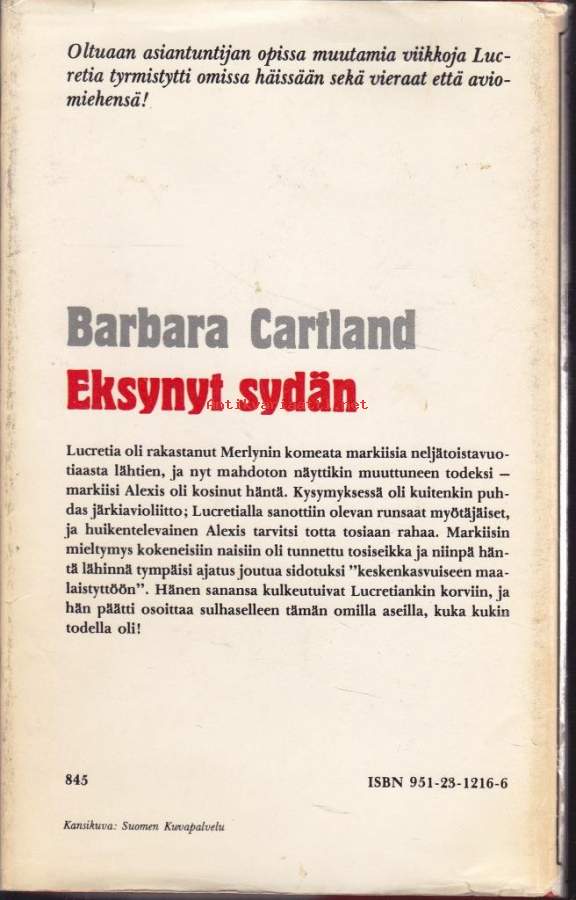 Oltuaan asiantuntijan opissa muutamia viikkoja Luc-
retia tyrmistytti omissa häissään sekä vieraat että avio-
miehensä!
Barbara Cartland
Eksynyt sydän
Antikvariaatti.net
Lucretia oli rakastanut Merlynin komeata markiisia neljätoistavuo-
tiaasta lähtien, ja nyt mahdoton näyttikin muuttuneen todeksi —
markiisi Alexis oli kosinut häntä. Kysymyksessä oli kuitenkin puh-
das järkiavioliitto; Lucretialla sanottiin olevan runsaat myötäjäiset,
ja huikentelevainen Alexis tarvitsi totta tosiaan rahaa. Markiisin
mieltymys kokeneisiin naisiin oli tunnettu tosiseikka ja niinpä hän-
tä lähinnä tympäisi ajatus joutua sidotuksi "keskenkasvuiseen maa-
laistyttöön". Hänen sanansa kulkeutuivat Lucretiankin korviin, ja
hän päätti osoittaa sulhaselleen tämän omilla aseilla, kuka kukin
todella oli!
845
ISBN 951-23-1216-6
Kansikuva: Suomen Kuvapalvelu